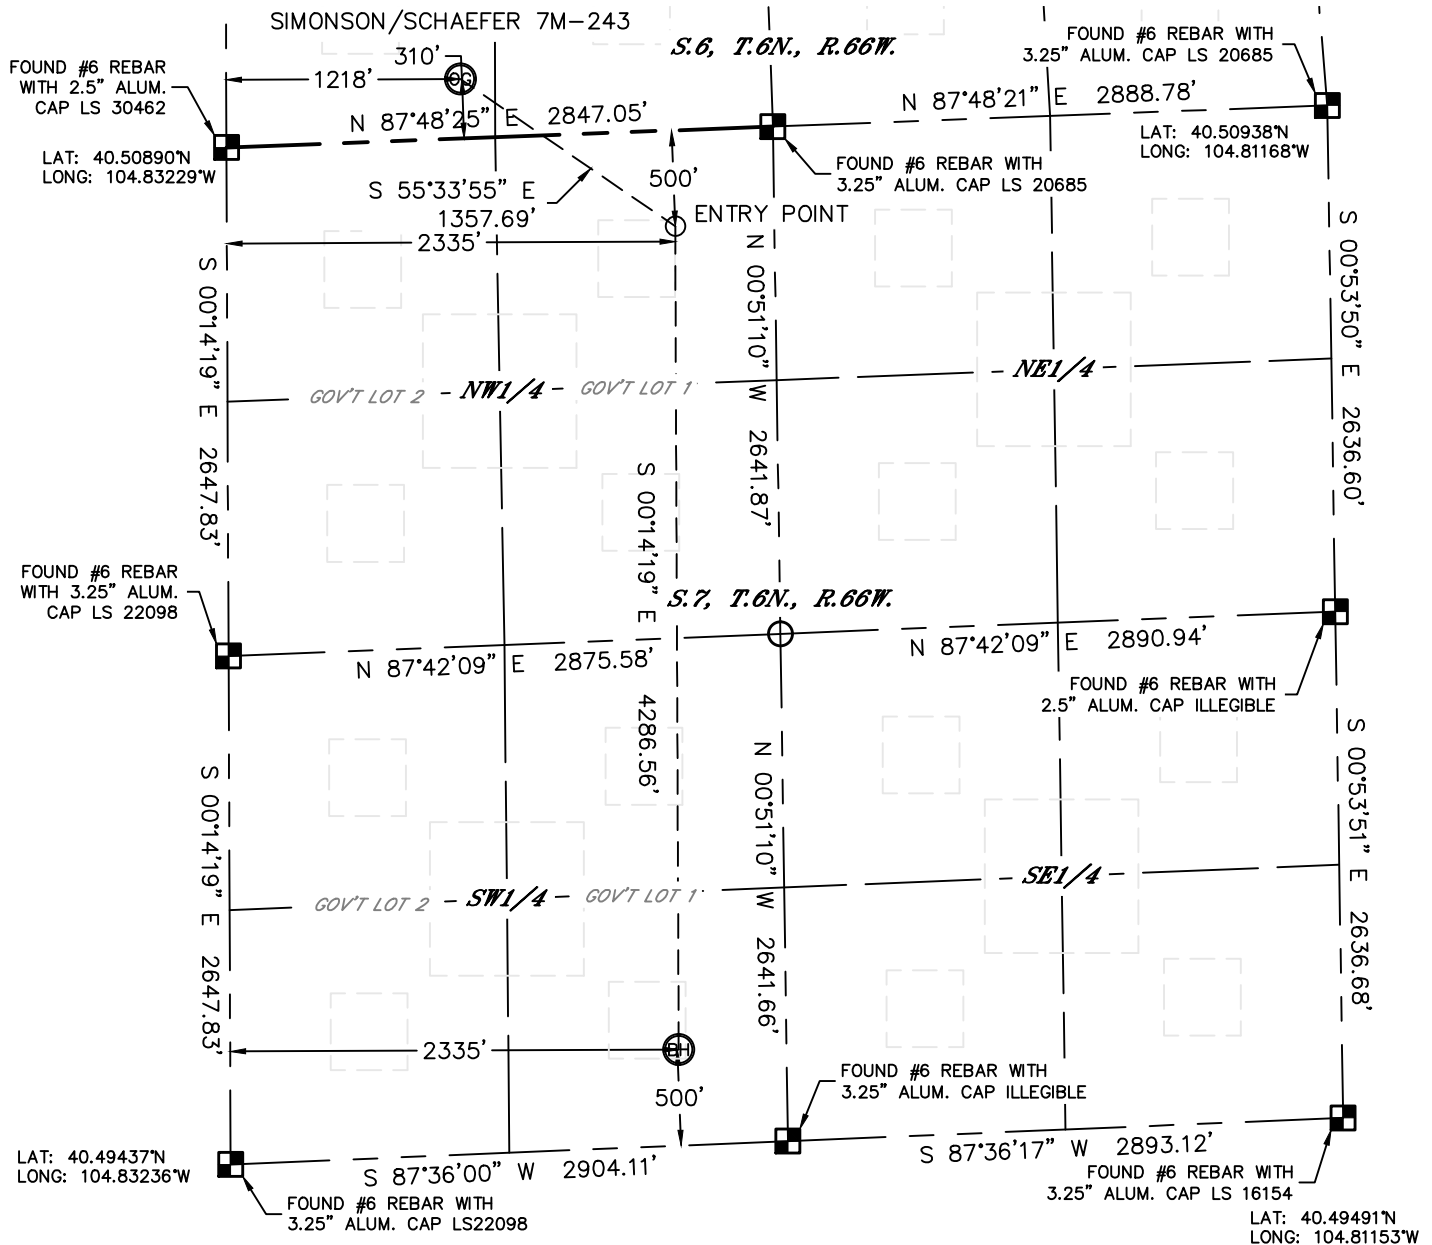 SIMONSON/SCHAEFER 7M-243
310'
1218'
OG
S.6, T.6N., R.66W.
FOUND #6 REBAR WITH
3.25" ALUM. CAP LS 20685
FOUND #6 REBAR
WITH 2.5" ALUM.
CAP LS 30462
N 87°48'25" E 2847.05'
N 87°48'21" E 2888.78'
LAT: 40.50890°N
LONG: 104.83229°W
LAT: 40.50938°N
LONG: 104.81168°W
FOUND #6 REBAR WITH
3.25" ALUM. CAP LS 20685
S 55°33'55" E
1357.69'
500'
ENTRY POINT
2335'
S 00°14'19" E 2647.83'
N 00°51'10" W 2641.87'
S 00°53'50" E 2636.60'
GOV'T LOT 2
NW1/4
GOV'T LOT 1
NE1/4
S 00°14'19" E 4286.56'
FOUND #6 REBAR
WITH 3.25" ALUM.
CAP LS 22098
S.7, T.6N., R.66W.
N 87°42'09" E 2875.58'
N 87°42'09" E 2890.94'
FOUND #6 REBAR WITH
2.5" ALUM. CAP ILLEGIBLE
S 00°14'19" E 2647.83'
N 00°51'10" W 2641.66'
S 00°53'51" E 2636.68'
GOV'T LOT 2
SW1/4
GOV'T LOT 1
SE1/4
2335'
BH
500'
FOUND #6 REBAR WITH
3.25" ALUM. CAP ILLEGIBLE
S 87°36'00" W 2904.11'
S 87°36'17" W 2893.12'
LAT: 40.49437°N
LONG: 104.83236°W
FOUND #6 REBAR WITH
3.25" ALUM. CAP LS22098
FOUND #6 REBAR WITH
3.25" ALUM. CAP LS 16154
LAT: 40.49491°N
LONG: 104.81153°W